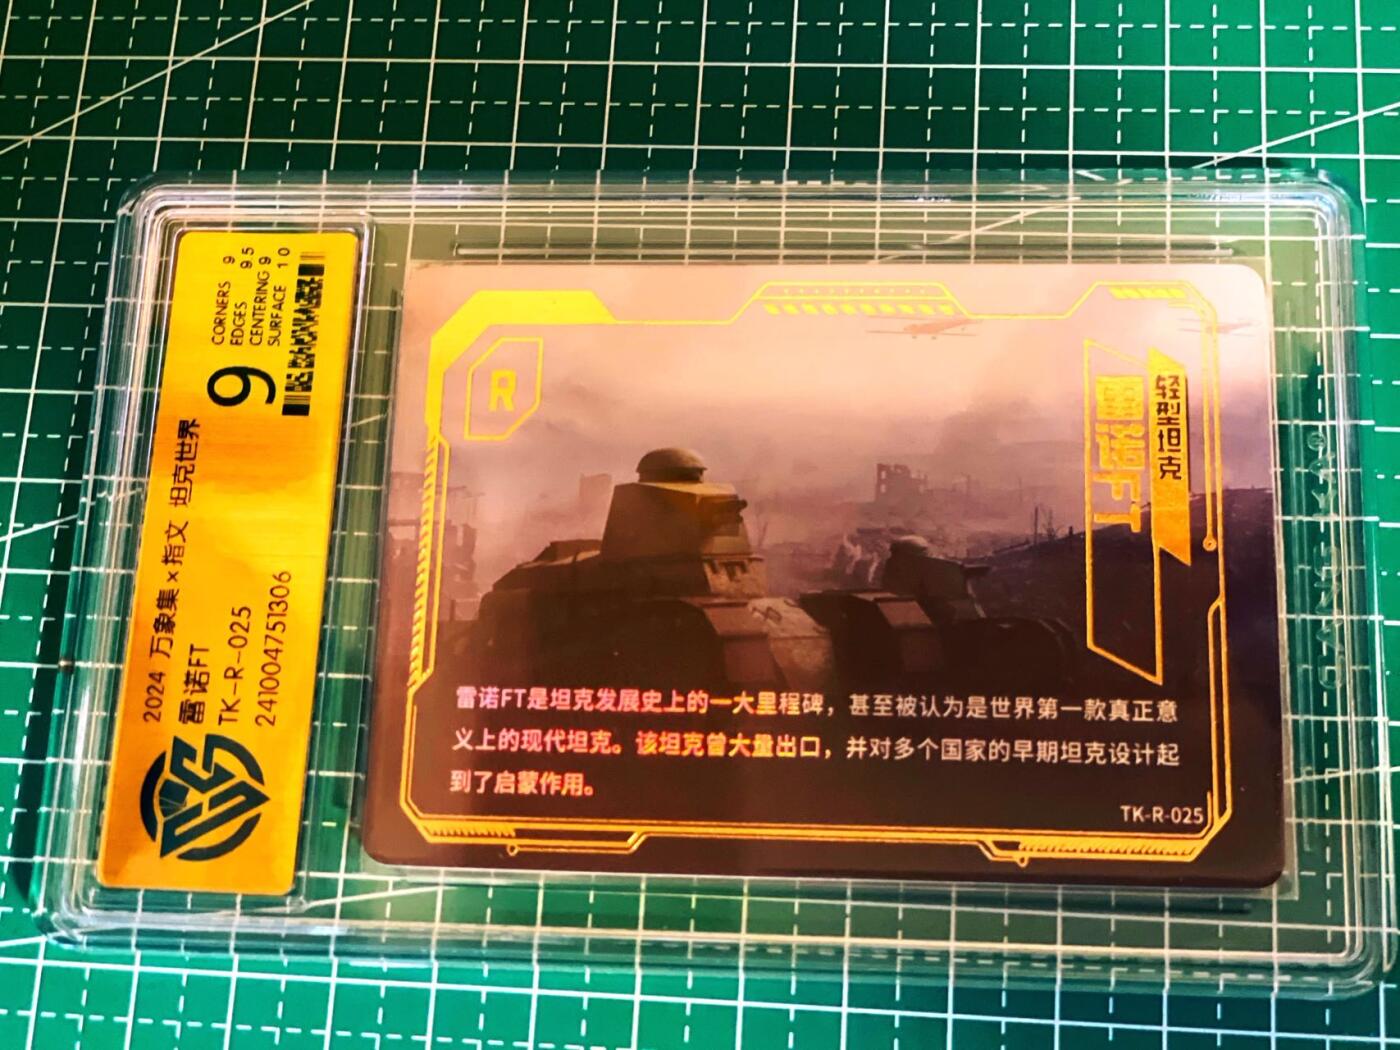 2024 万象集×指文 坦克世界
雷诺FT
TK-R-025
241004751306
9
CORNERS 9
EDGES 9.5
CENTERING 9
SURFACE 10
R
轻型坦克
雷诺FT
雷诺FT是坦克发展史上的一大里程碑，甚至被认为是世界第一款真正意
义上的现代坦克。该坦克曾大量出口，并对多个国家的早期坦克设计起
到了启蒙作用。
TK-R-025